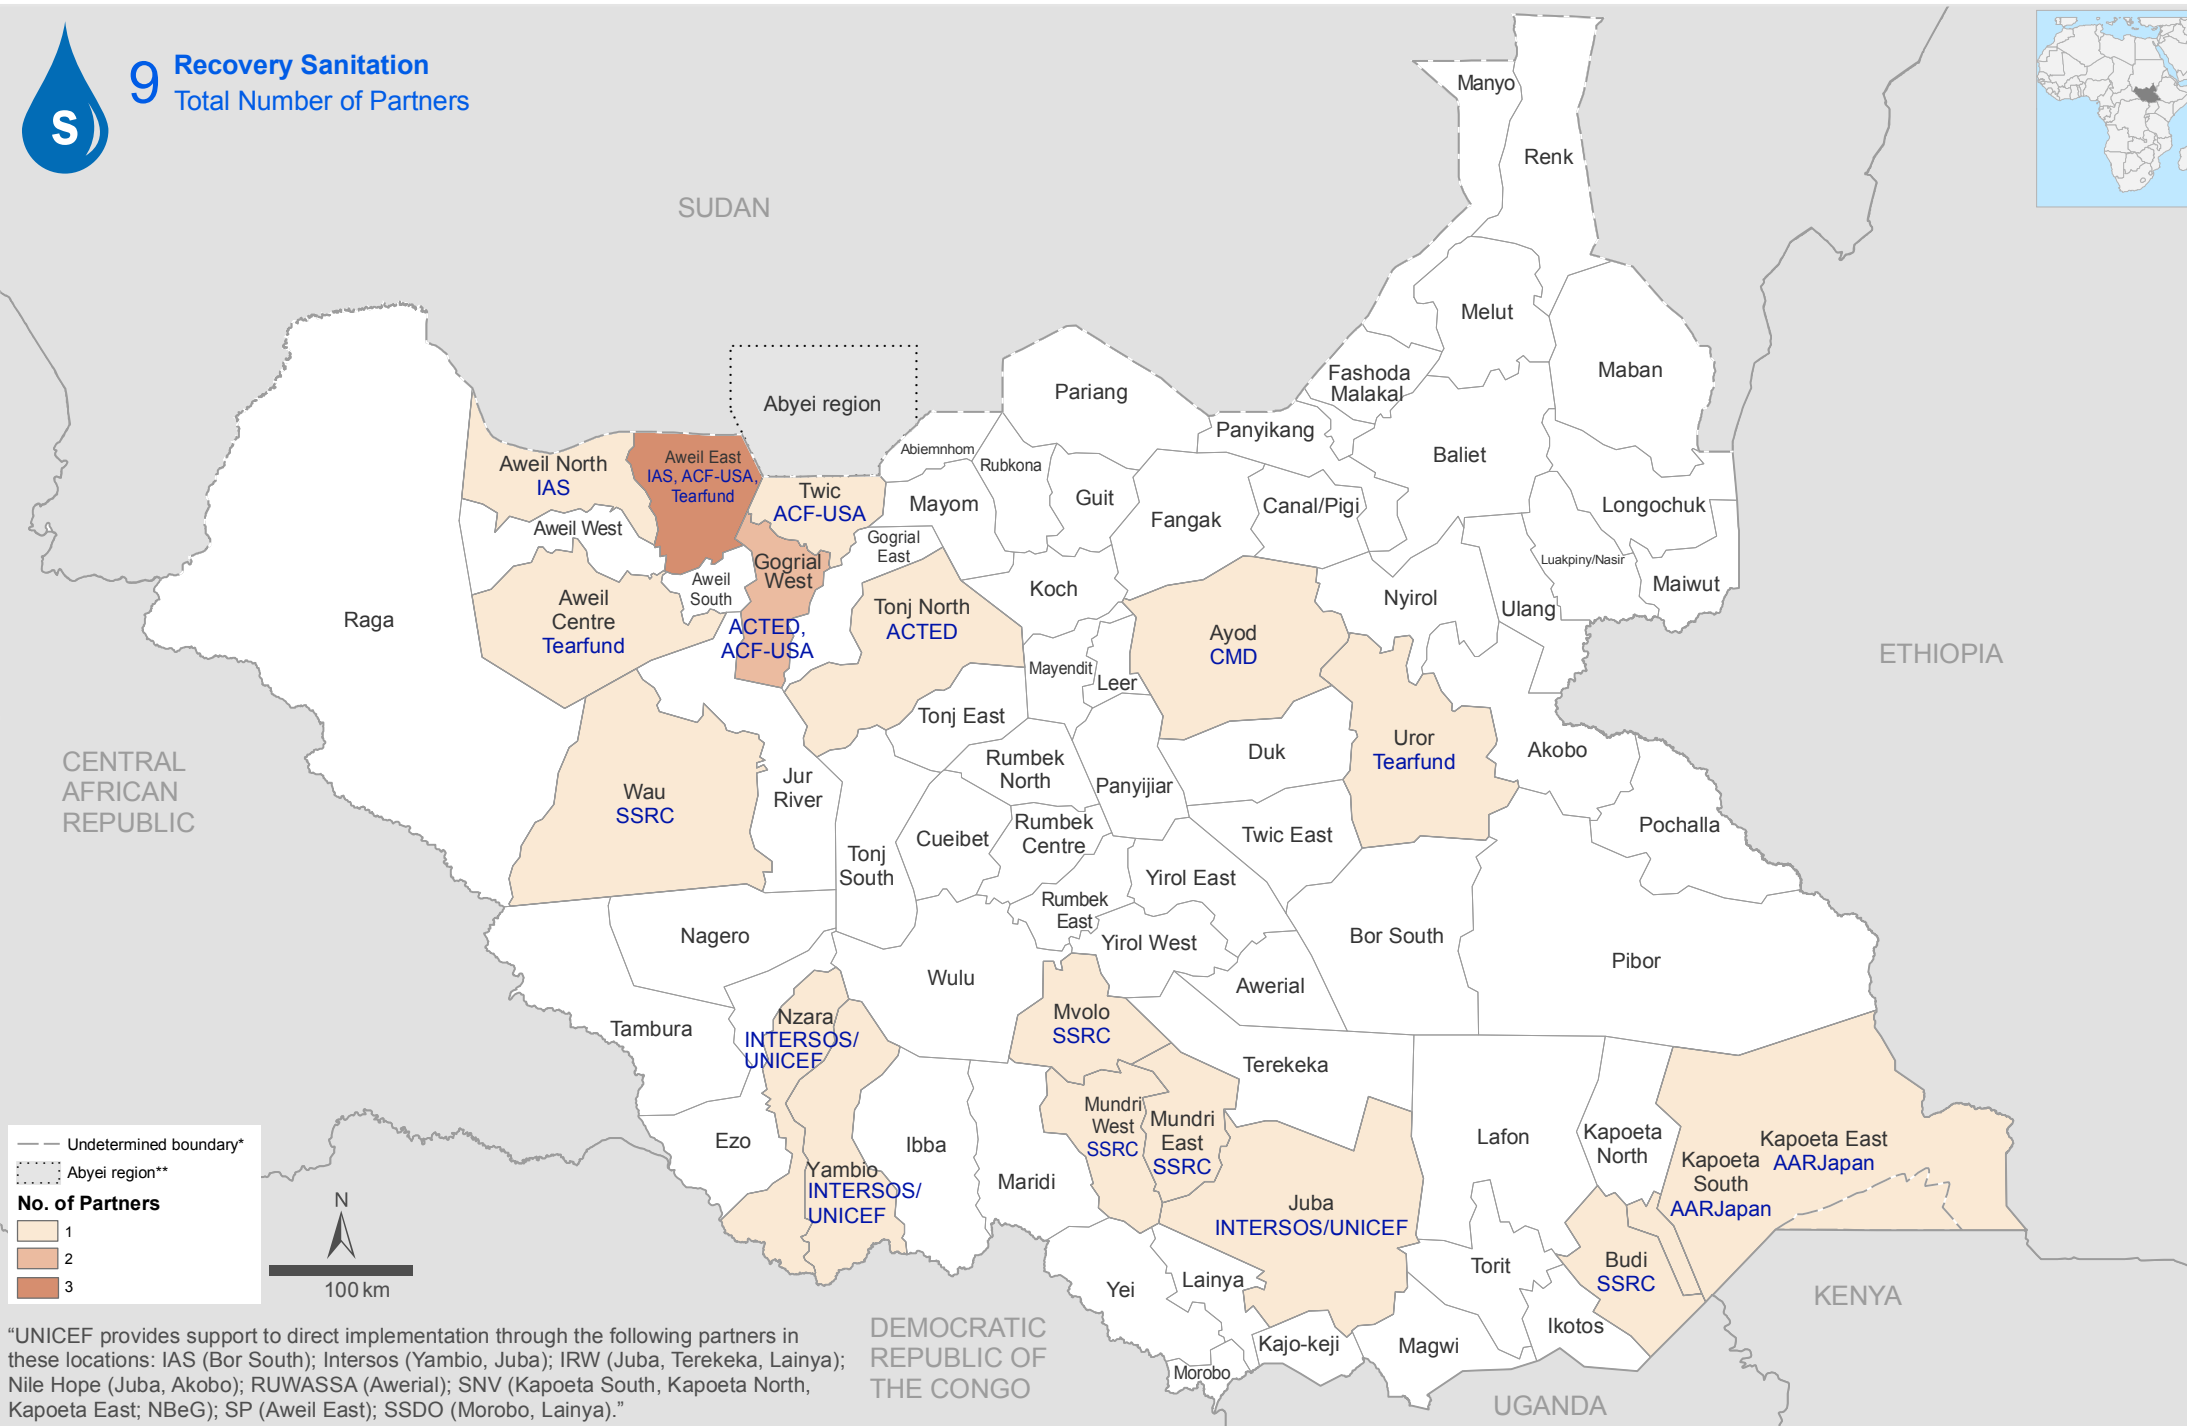 S
9
Recovery Sanitation
Total Number of Partners
SUDAN
Manyo
Renk
Melut
Maban
Fashoda
Malakal
Pariang
Abyei region
Panyikang
Baliet
Abiemnhom
Rubkona
Aweil North
IAS
Aweil East
IAS, ACF-USA,
Tearfund
Twic
ACF-USA
Mayom
Guit
Fangak
Canal/Pigi
Longochuk
Aweil West
Gogrial
East
Luakpiny/Nasir
Maiwut
Gogrial
West
ACTED,
ACF-USA
Aweil
South
Aweil
Centre
Tearfund
Raga
Tonj North
ACTED
Koch
Nyirol
Ulang
Ayod
CMD
Mayendit
Leer
ETHIOPIA
Tonj East
Duk
Uror
Tearfund
Akobo
CENTRAL
AFRICAN
REPUBLIC
Wau
SSRC
Jur
River
Rumbek
North
Panyijiar
Pochalla
Cueibet
Rumbek
Centre
Twic East
Tonj
South
Yirol East
Rumbek
East
Nagero
Yirol West
Bor South
Pibor
Wulu
Awerial
Tambura
Nzara
INTERSOS/
UNICEF
Mvolo
SSRC
Terekeka
Ezo
Ibba
Maridi
Mundri
West
SSRC
Mundri
East
SSRC
Lafon
Kapoeta
North
Kapoeta East
AARJapan
Kapoeta
South
AARJapan
Yambio
INTERSOS/
UNICEF
Juba
INTERSOS/UNICEF
Torit
Budi
SSRC
Yei
Lainya
Ikotos
KENYA
Kajo-keji
Magwi
Morobo
DEMOCRATIC
REPUBLIC OF
THE CONGO
UGANDA
Undetermined boundary*
Abyei region**
No. of Partners
1
2
3
N
100 km
“UNICEF provides support to direct implementation through the following partners in
these locations: IAS (Bor South); Intersos (Yambio, Juba); IRW (Juba, Terekeka, Lainya);
Nile Hope (Juba, Akobo); RUWASSA (Awerial); SNV (Kapoeta South, Kapoeta North,
Kapoeta East; NBeG); SP (Aweil East); SSDO (Morobo, Lainya).”